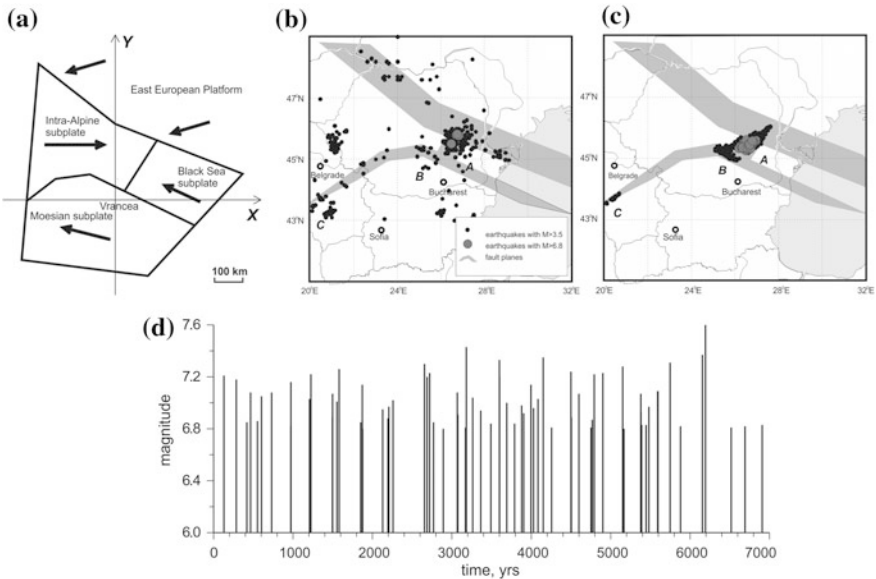 (a)
Y
East European Platform
Intra-Alpine
subplate
Black Sea
subplate
Vrancea
X
Moesian subplate
100 km
(b)
47°N
45°N
43°N
Belgrade
A
B
Bucharest
C
Sofia
earthquakes with M>3.5
earthquakes with M>6.8
fault planes
20°E
24°E
28°E
32°E
(c)
47°N
45°N
43°N
Belgrade
A
B
Bucharest
C
Sofia
20°E
24°E
28°E
32°E
(d)
magnitude
7.6
7.2
6.8
6.4
6.0
0
1000
2000
3000
4000
5000
6000
7000
time, yrs